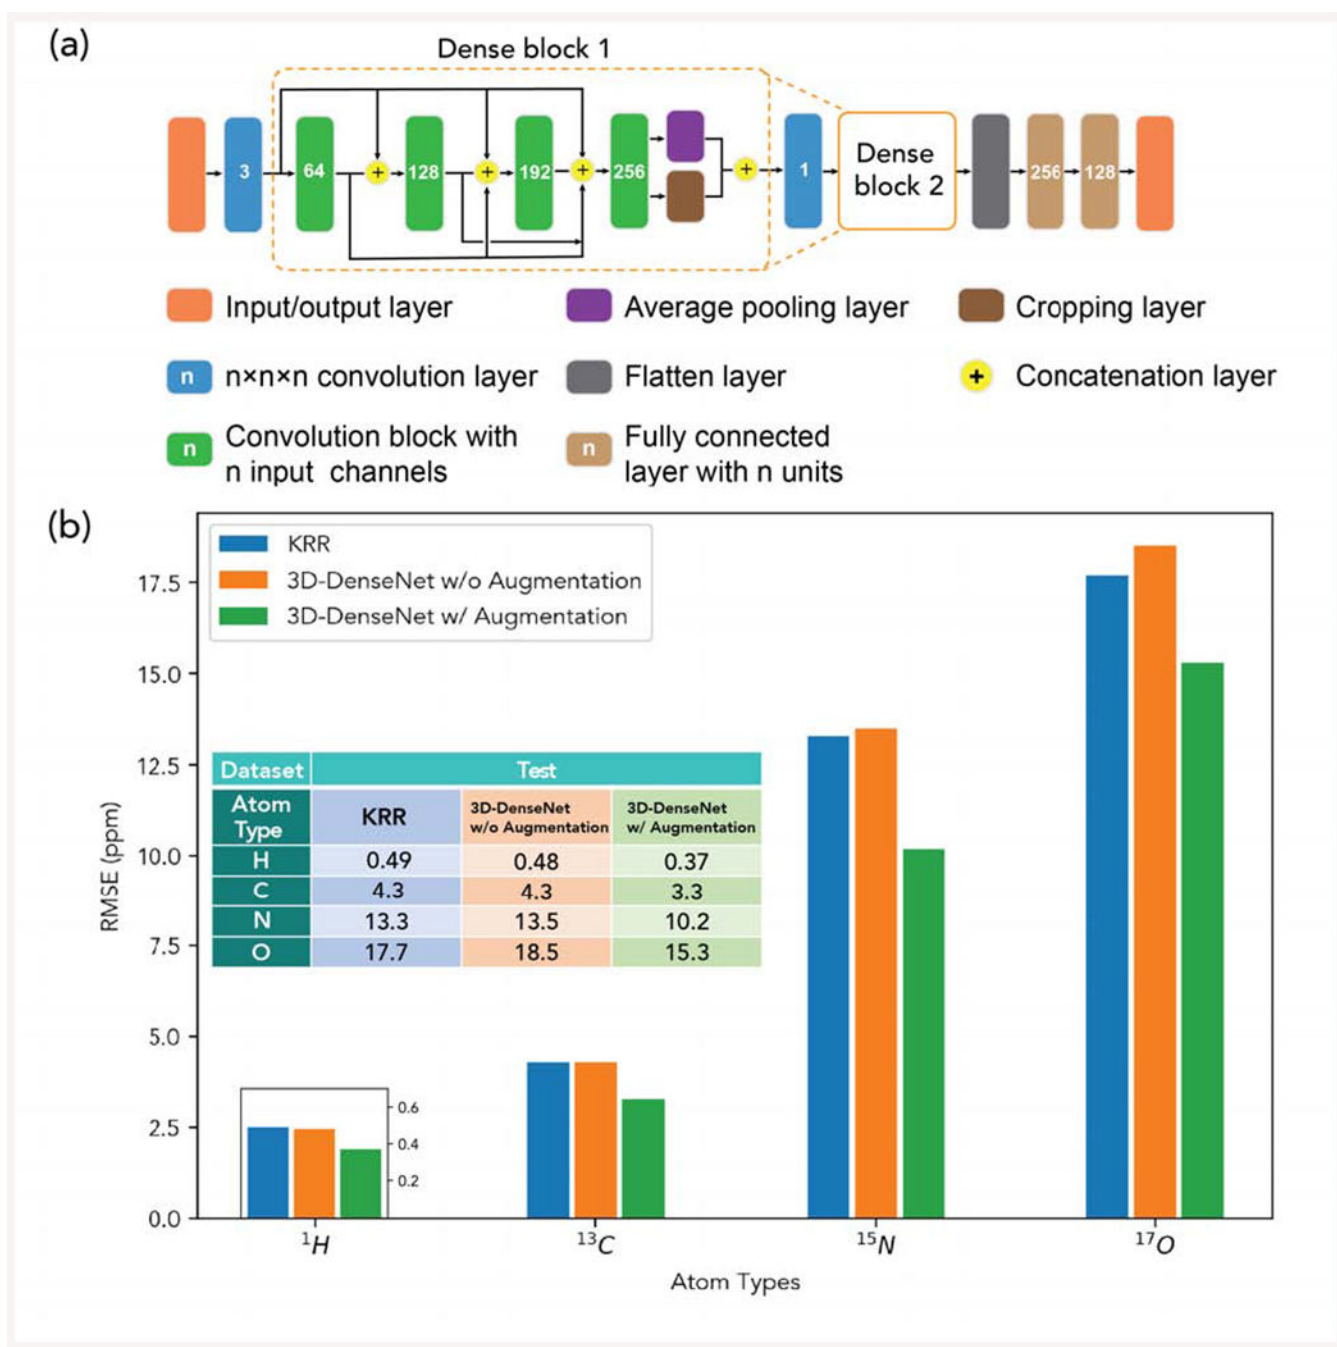 (a)
Dense block 1
3
64
+
128
+
192
+
256
+
1
Dense
block 2
256
128
Input/output layer
Average pooling layer
Cropping layer
n
n×n×n convolution layer
Flatten layer
+
Concatenation layer
n
Convolution block with
n input channels
n
Fully connected
layer with n units
(b)
KRR
3D-DenseNet w/o Augmentation
3D-DenseNet w/ Augmentation
17.5
15.0
12.5
10.0
7.5
5.0
2.5
0.0
RMSE (ppm)
Dataset Test
Atom
Type
KRR
3D-DenseNet
w/o Augmentation
3D-DenseNet
w/ Augmentation
H 0.49 0.48 0.37
C 4.3 4.3 3.3
N 13.3 13.5 10.2
O 17.7 18.5 15.3
0.6
0.4
0.2
¹H ¹³C ¹⁵N ¹⁷O
Atom Types